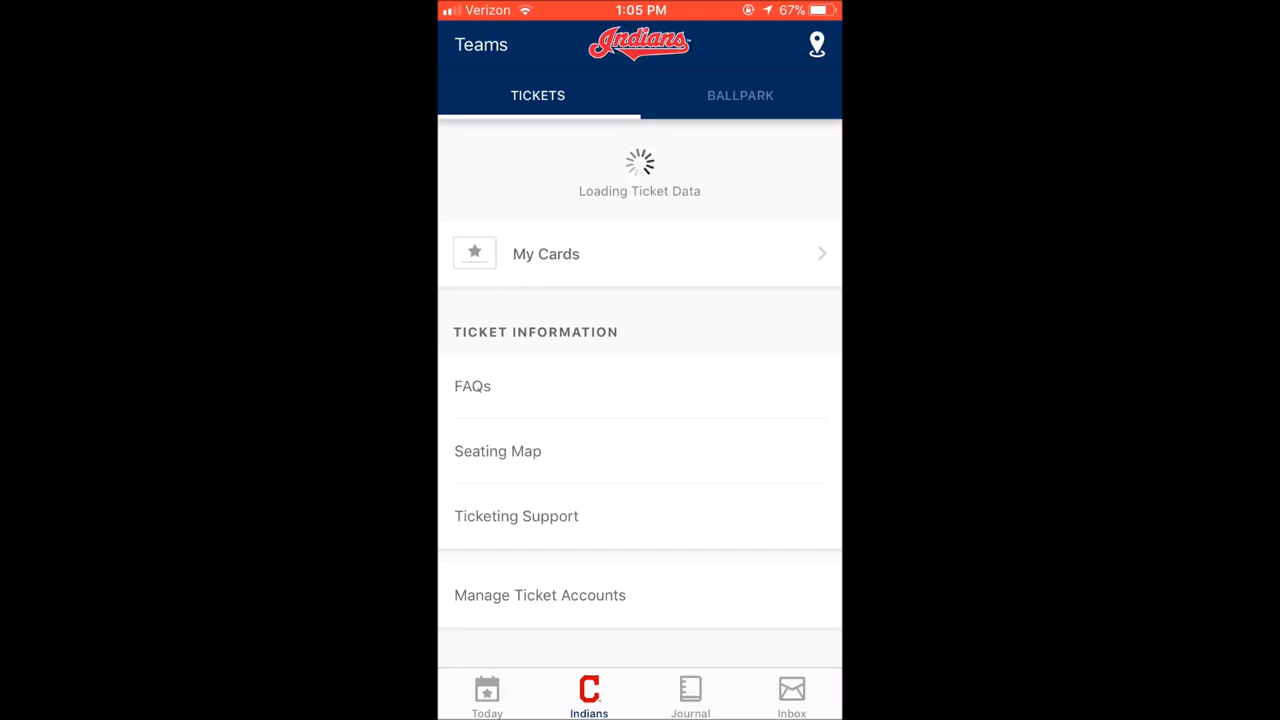 Verizon 1:05 PM 67%
Teams Indians
TICKETS BALLPARK
Loading Ticket Data
My Cards
TICKET INFORMATION
FAQs
Seating Map
Ticketing Support
Manage Ticket Accounts
C
Today Indians Journal Inbox